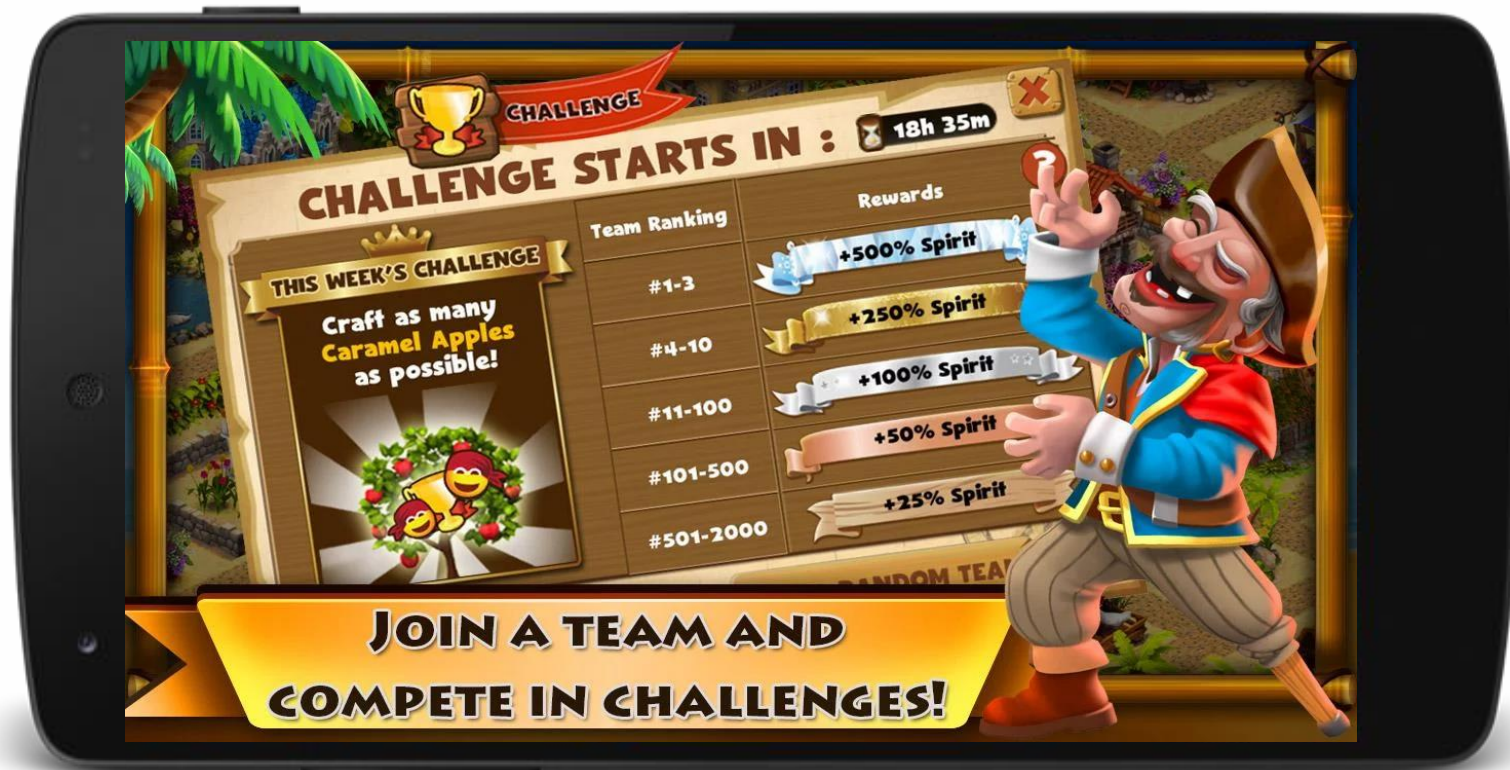 CHALLENGE
CHALLENGE STARTS IN :
18h 35m
?
THIS WEEK'S CHALLENGE
Craft as many
Caramel Apples
as possible!
Team Ranking
Rewards
#1-3
+500% Spirit
#4-10
+250% Spirit
#11-100
+100% Spirit
#101-500
+50% Spirit
#501-2000
+25% Spirit
RANDOM
JOIN A TEAM AND
COMPETE IN CHALLENGES!